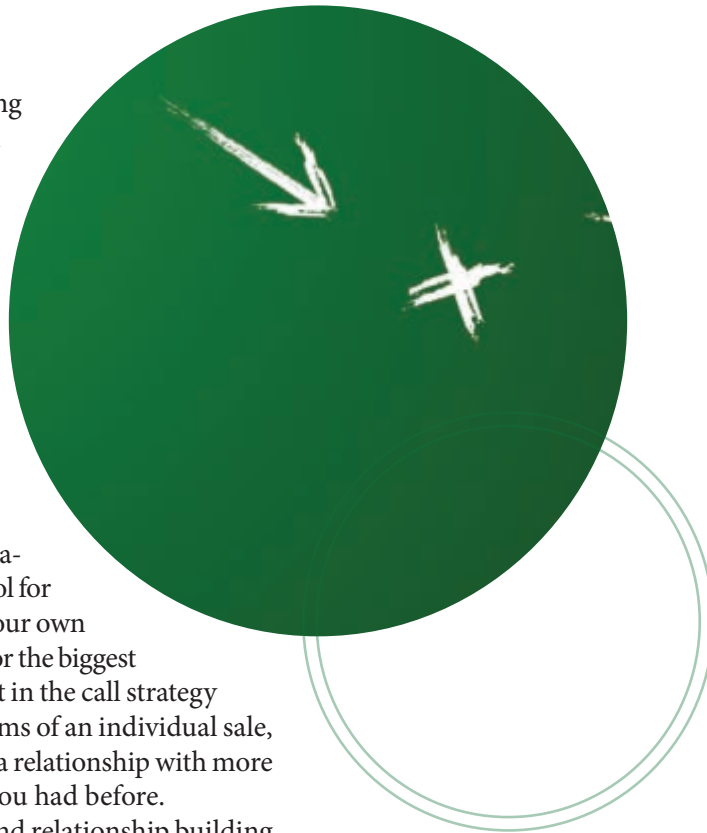 ng
a-
ol for
our own
or the biggest
t in the call strategy
ms of an individual sale,
a relationship with more
ou had before.
nd relationship building